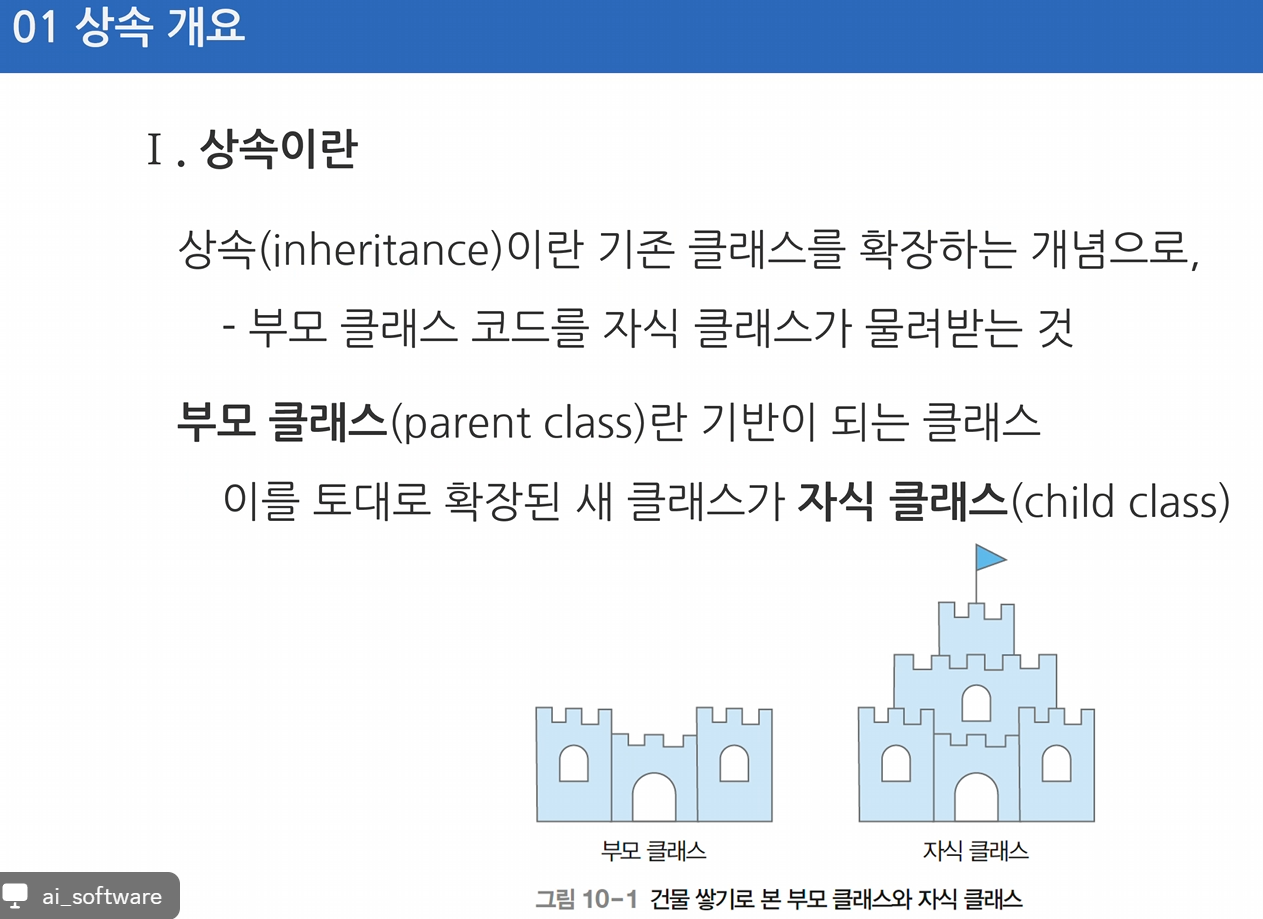 01 상속 개요
Ⅰ. 상속이란
상속(inheritance)이란 기존 클래스를 확장하는 개념으로,
- 부모 클래스 코드를 자식 클래스가 물려받는 것
부모 클래스(parent class)란 기반이 되는 클래스
이를 토대로 확장된 새 클래스가 자식 클래스(child class)
부모 클래스
자식 클래스
그림 10-1 건물 쌓기로 본 부모 클래스와 자식 클래스
ai_software